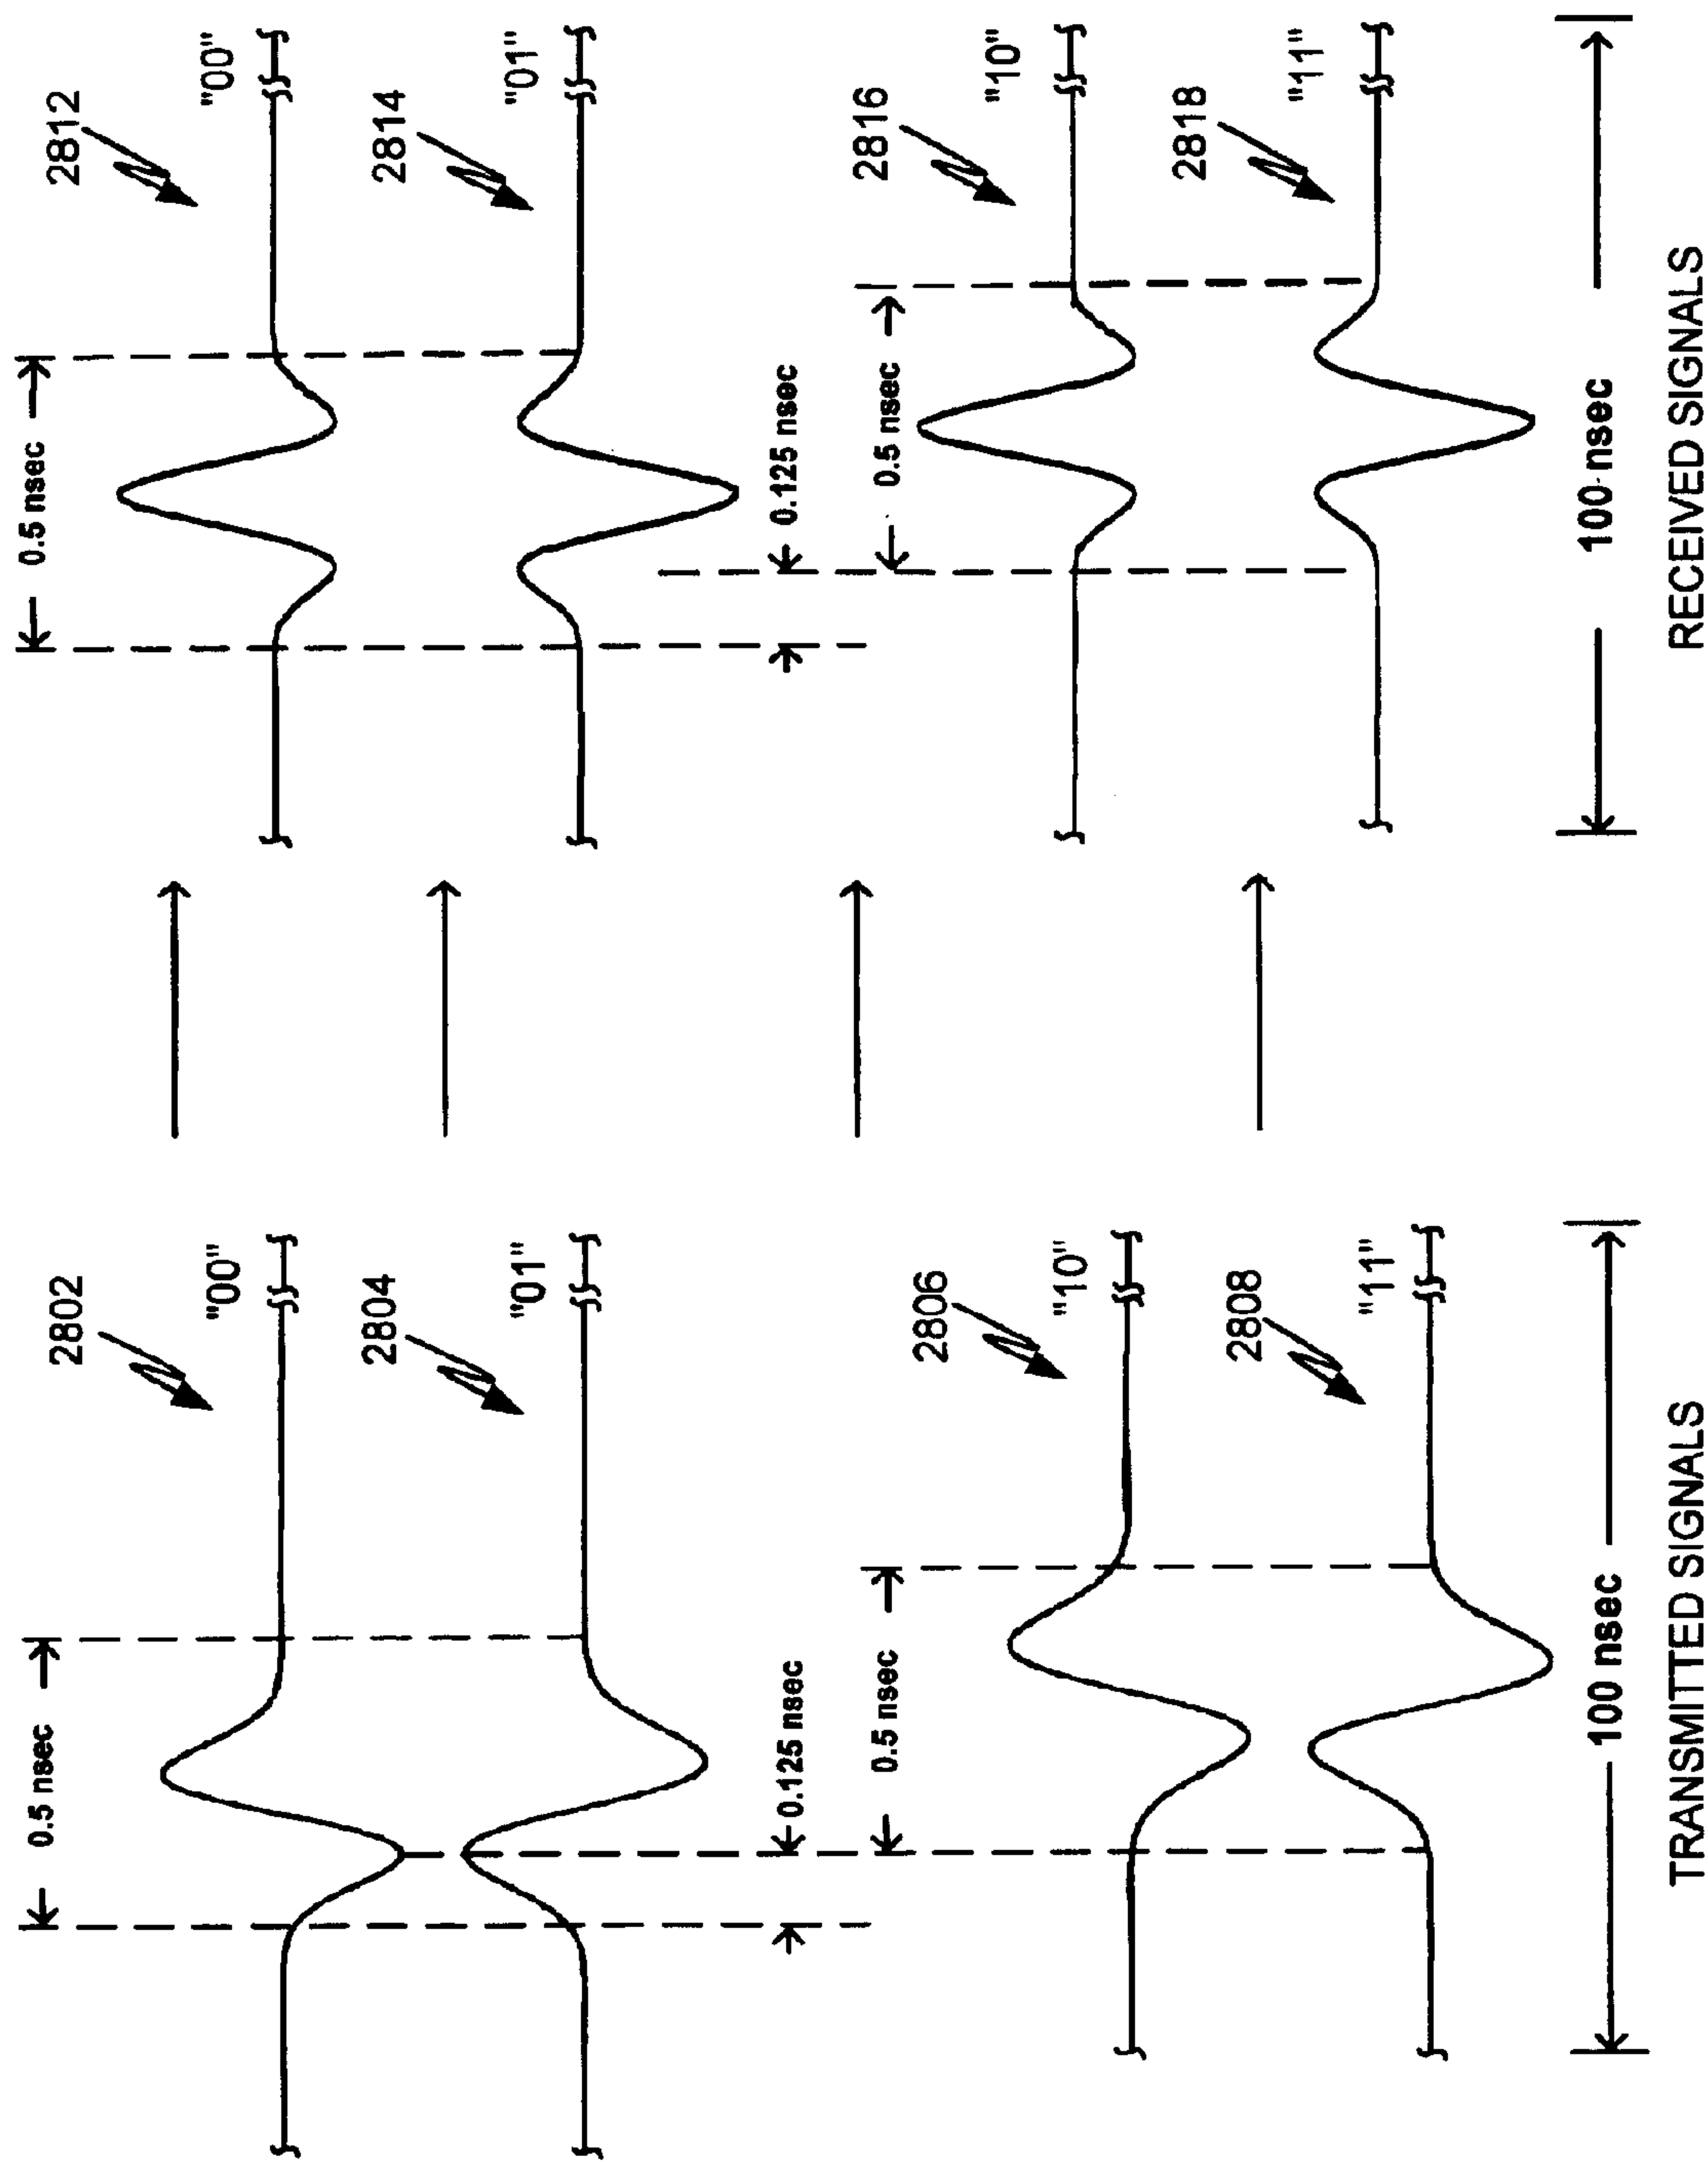 0.5 nsec
2802
"00"
2804
"01"
0.125 nsec
0.5 nsec
2806
"10"
2808
"11"
100 nsec
TRANSMITTED SIGNALS
0.5 nsec
2812
"00"
2814
"01"
0.125 nsec
0.5 nsec
2816
"10"
2818
"11"
100 nsec
RECEIVED SIGNALS